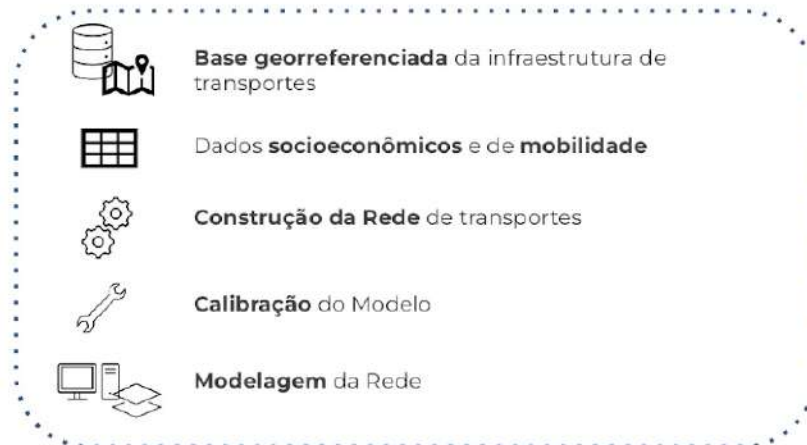 Base georreferenciada da infraestrutura de
transportes
Dados socioeconômicos e de mobilidade
Construção da Rede de transportes
Calibração do Modelo
Modelagem da Rede